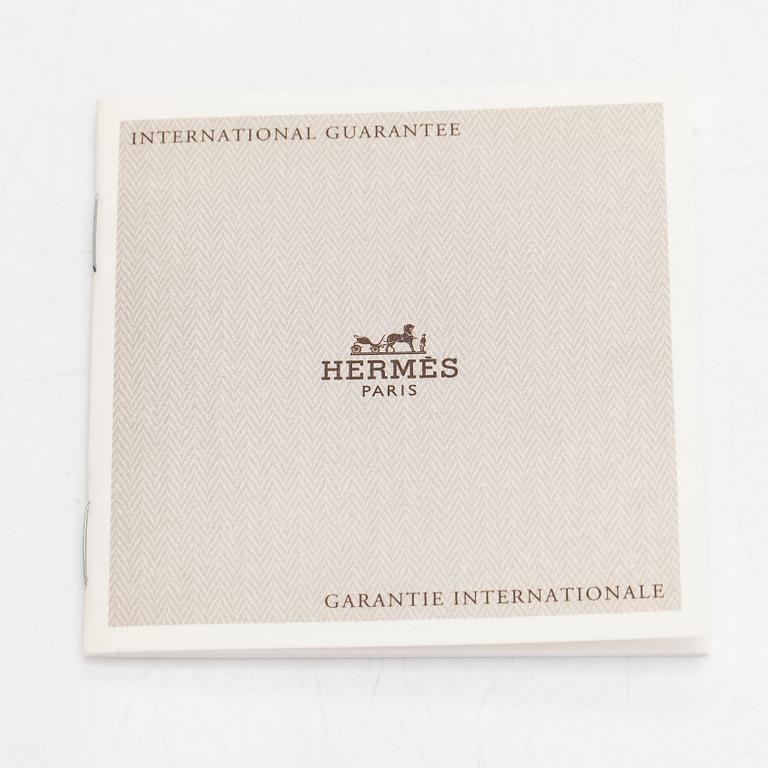 INTERNATIONAL GUARANTEE
HERMÈS
PARIS
GARANTIE INTERNATIONALE